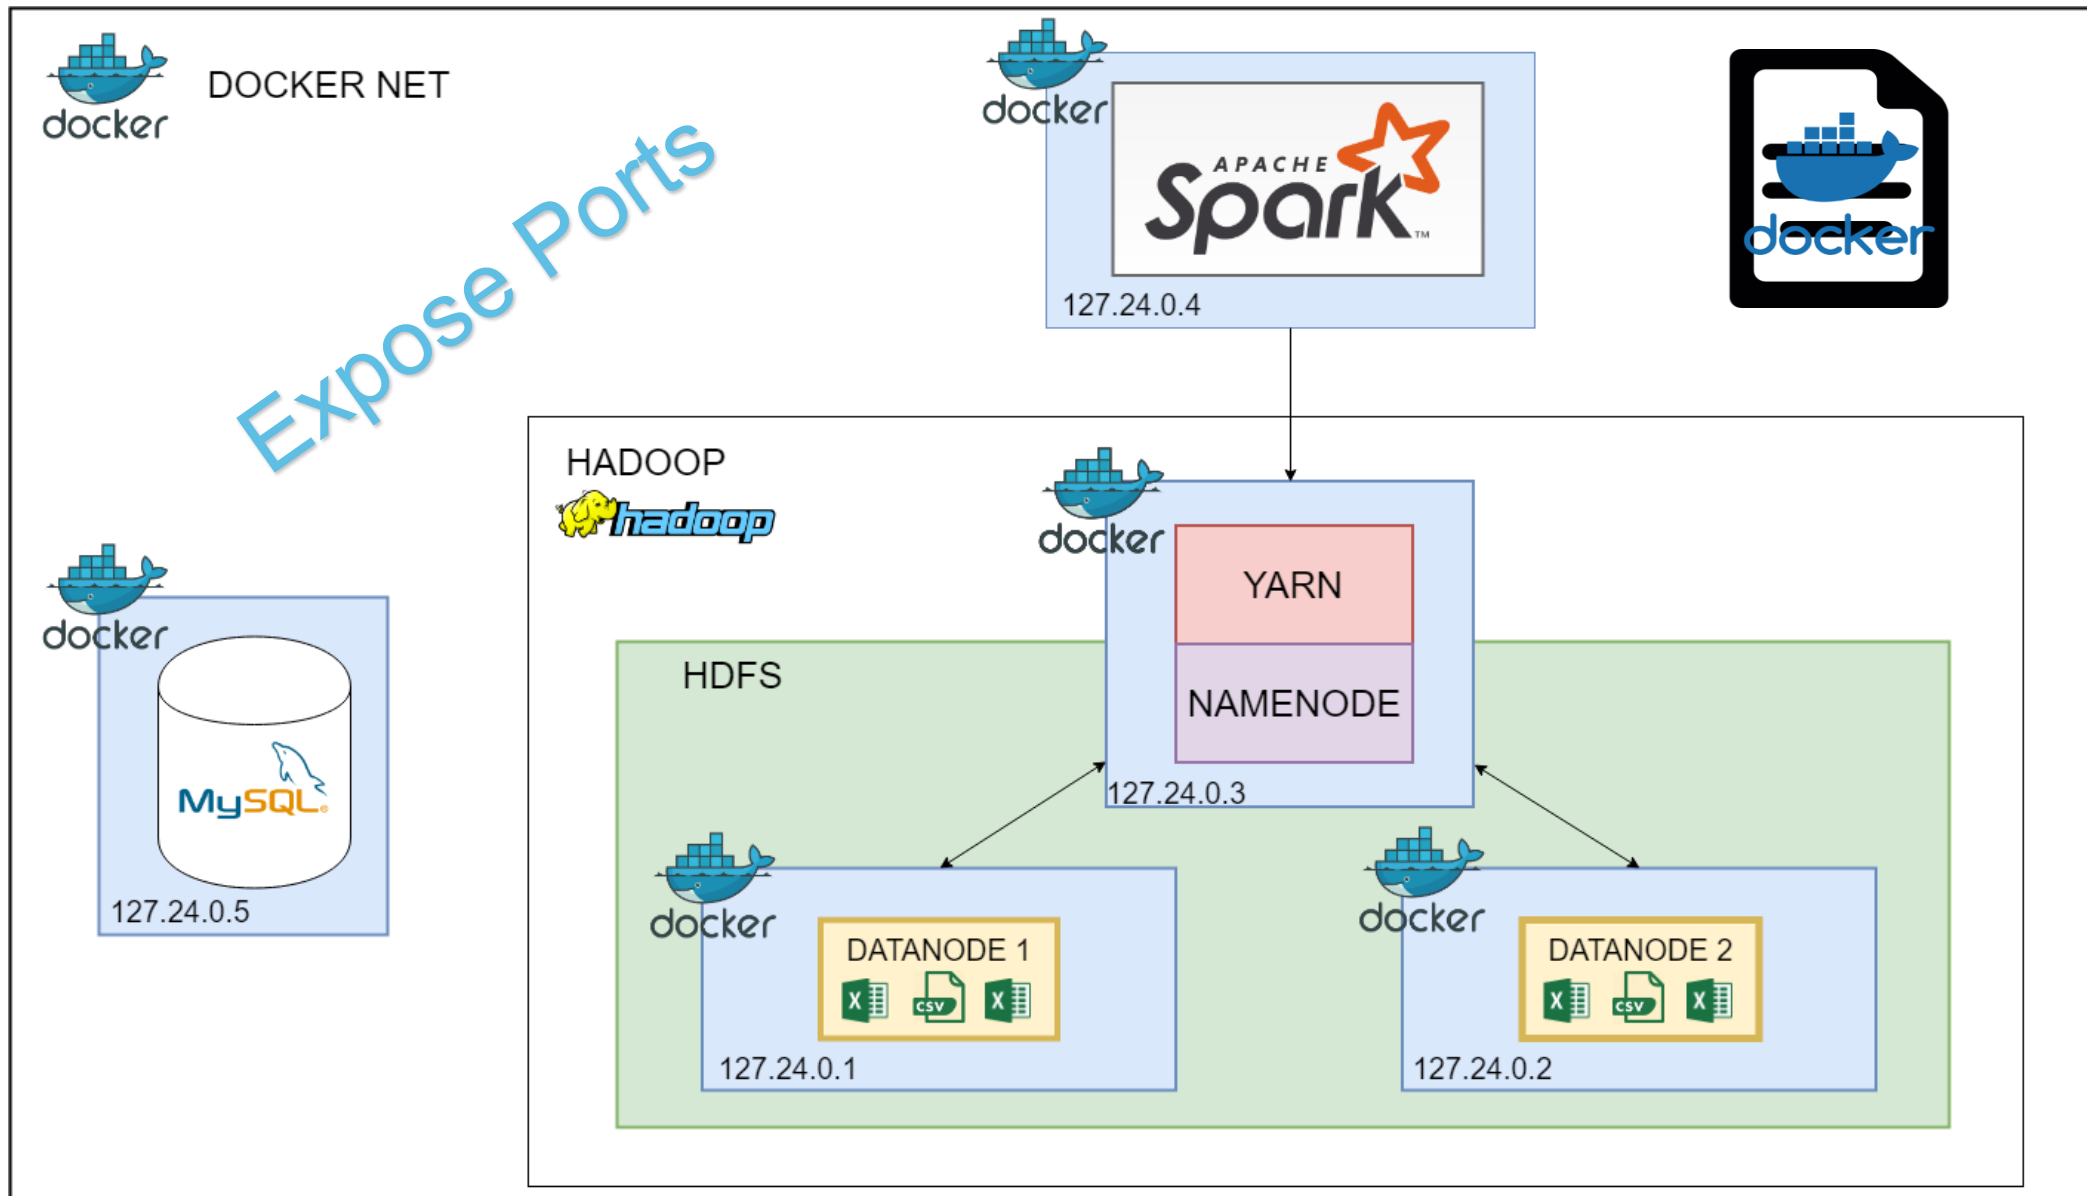 docker
DOCKER NET
Expose Ports
docker
APACHE
Spark™
127.24.0.4
docker
HADOOP
hadoop
docker
YARN
NAMENODE
127.24.0.3
HDFS
docker
MySQL®
127.24.0.5
docker
DATANODE 1
X
CSV
X
127.24.0.1
docker
DATANODE 2
X
CSV
X
127.24.0.2